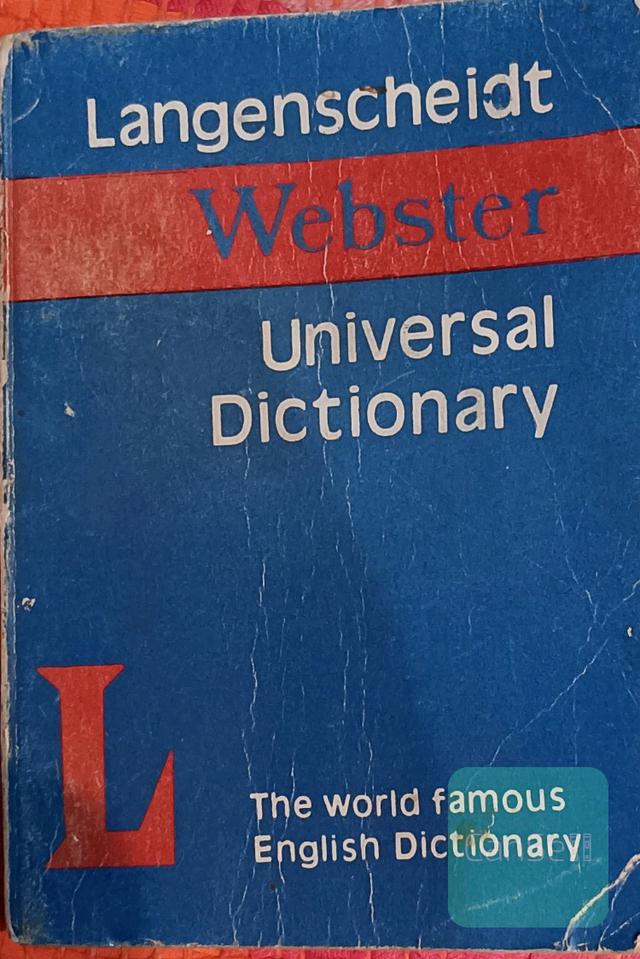 Langenscheidt
Webster
Universal
Dictionary
L
The world famous
English Dictionary